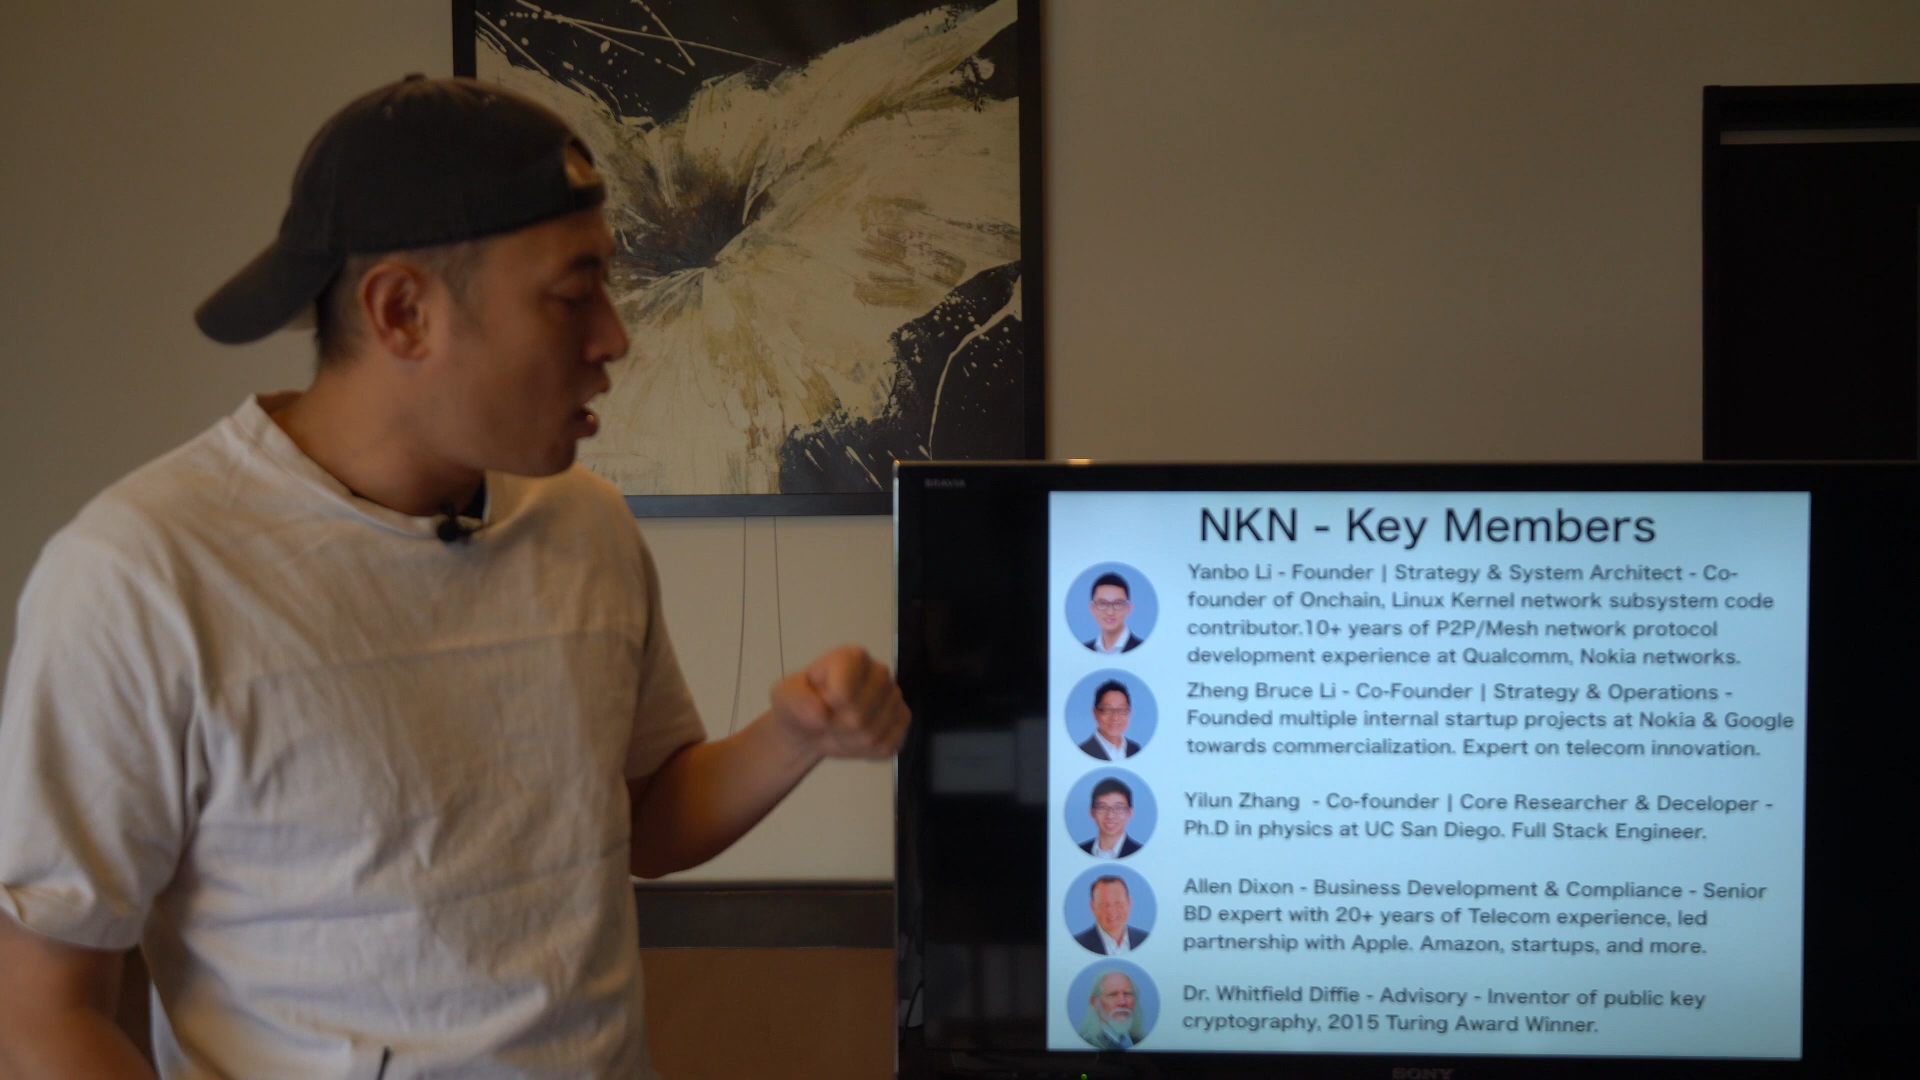 BRAVIA
NKN - Key Members
Yanbo Li - Founder | Strategy & System Architect - Co-
founder of Onchain, Linux Kernel network subsystem code
contributor.10+ years of P2P/Mesh network protocol
development experience at Qualcomm, Nokia networks.
Zheng Bruce Li - Co-Founder | Strategy & Operations -
Founded multiple internal startup projects at Nokia & Google
towards commercialization. Expert on telecom innovation.
Yilun Zhang - Co-founder | Core Researcher & Deceloper -
Ph.D in physics at UC San Diego. Full Stack Engineer.
Allen Dixon - Business Development & Compliance - Senior
BD expert with 20+ years of Telecom experience, led
partnership with Apple. Amazon, startups, and more.
Dr. Whitfield Diffie - Advisory - Inventor of public key
cryptography, 2015 Turing Award Winner.
SONY